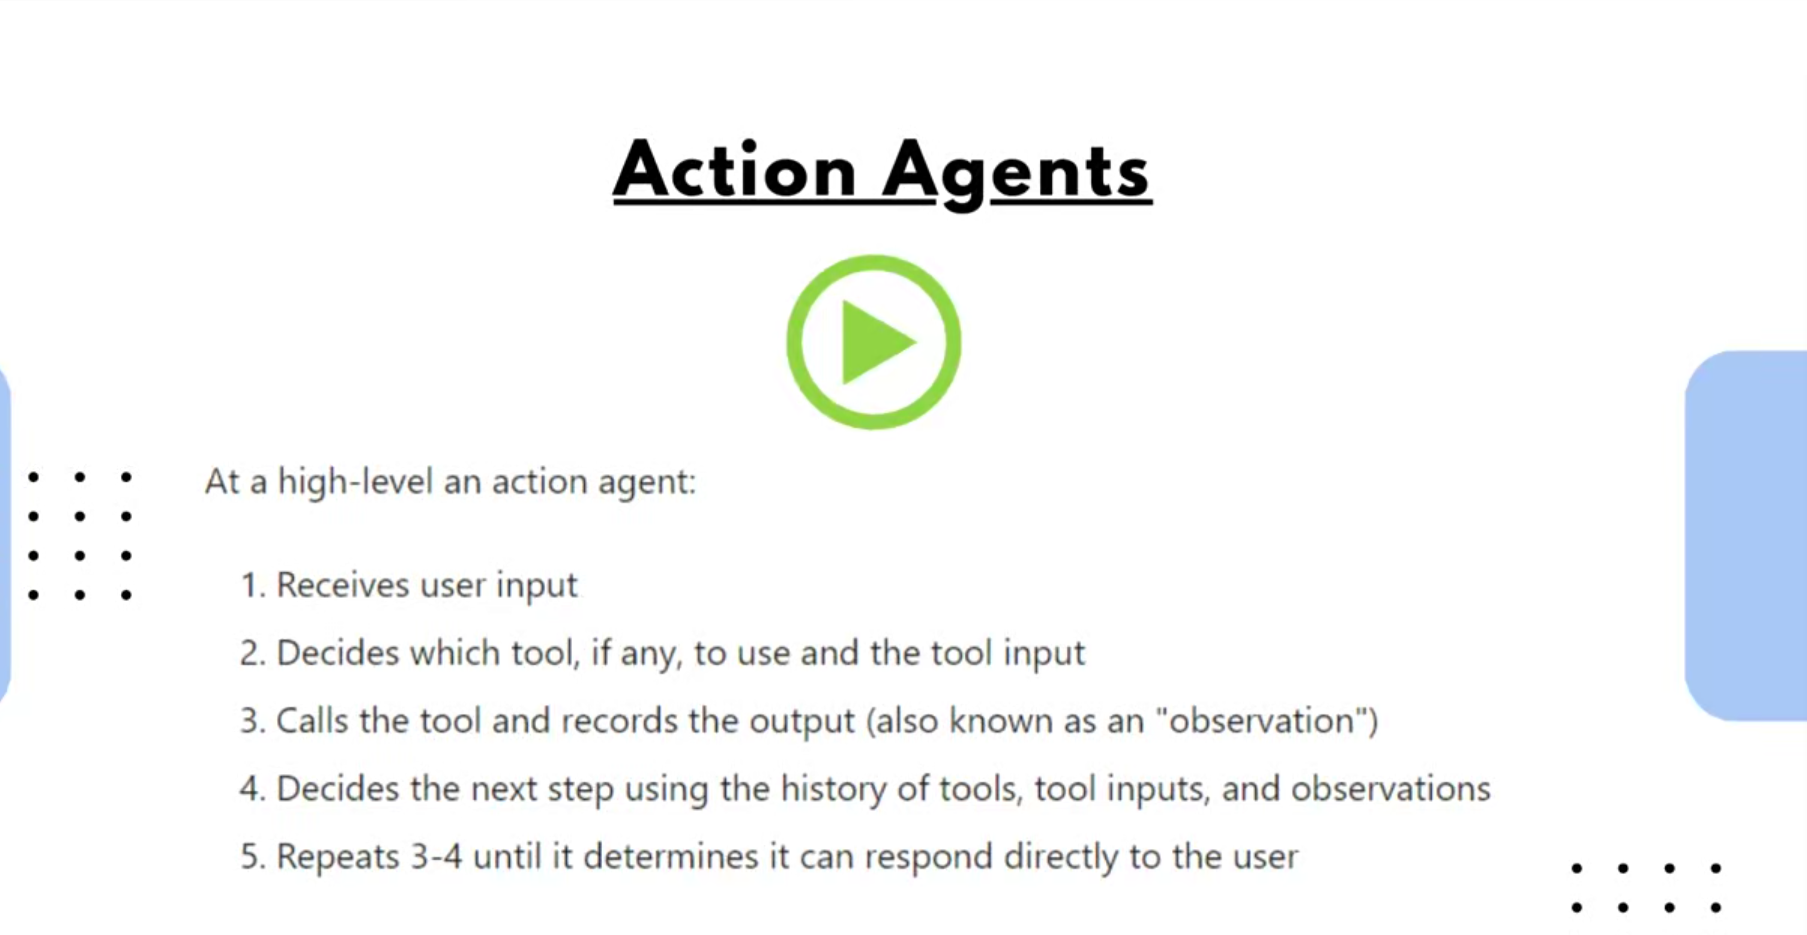 Action Agents
At a high-level an action agent:
1. Receives user input
2. Decides which tool, if any, to use and the tool input
3. Calls the tool and records the output (also known as an "observation")
4. Decides the next step using the history of tools, tool inputs, and observations
5. Repeats 3-4 until it determines it can respond directly to the user